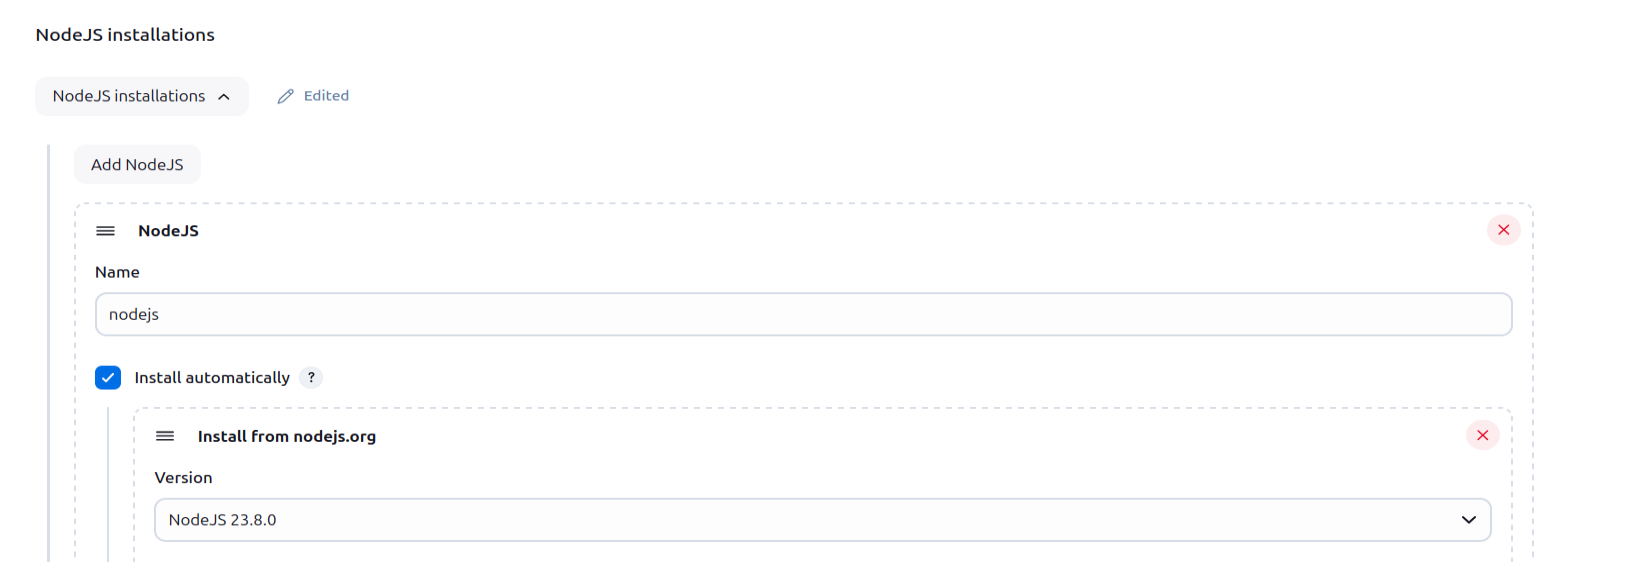 NodeJS installations
NodeJS installations
Edited
Add NodeJS
NodeJS
Name
nodejs
Install automatically ?
Install from nodejs.org
Version
NodeJS 23.8.0